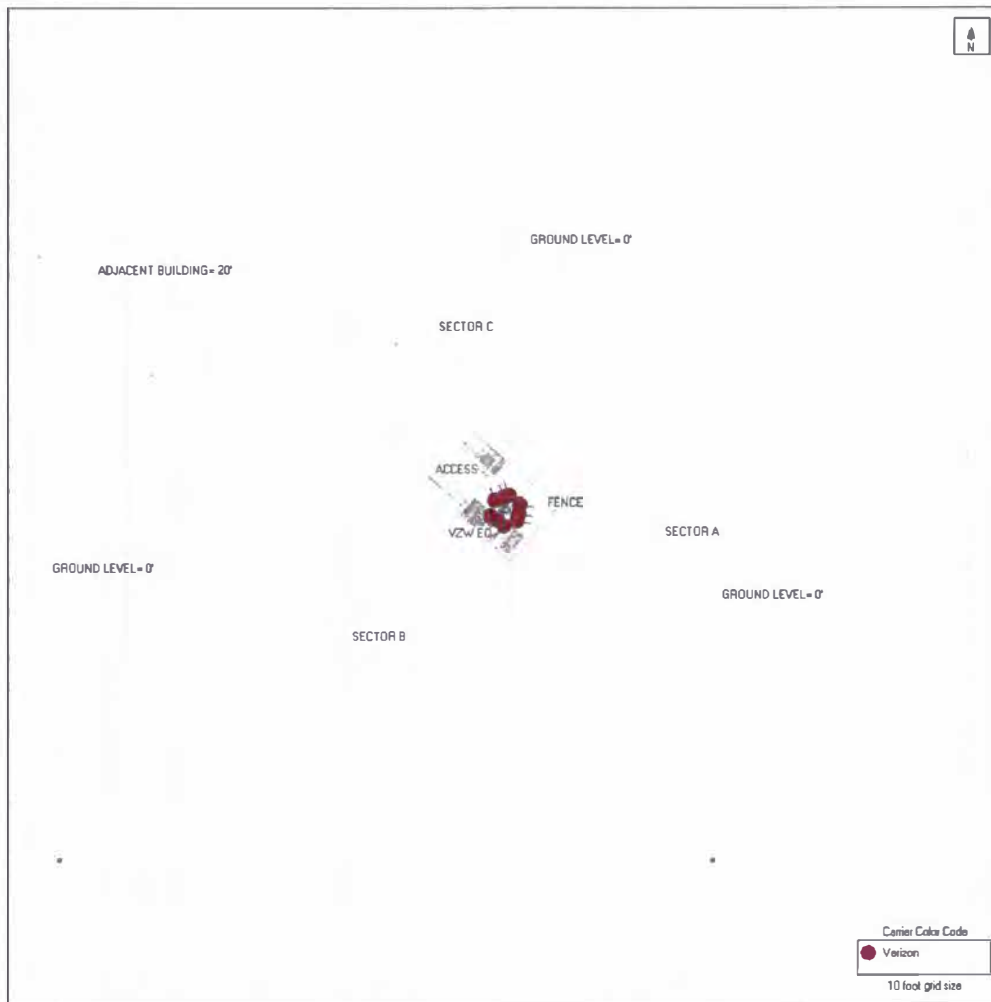 N
GROUND LEVEL= 0'
ADJACENT BUILDING= 20'
SECTOR C
ACCESS
FENCE
VZW EQ
SECTOR A
GROUND LEVEL= 0'
GROUND LEVEL= 0'
SECTOR B
Carrier Color Code
Verizon
10 foot grid size